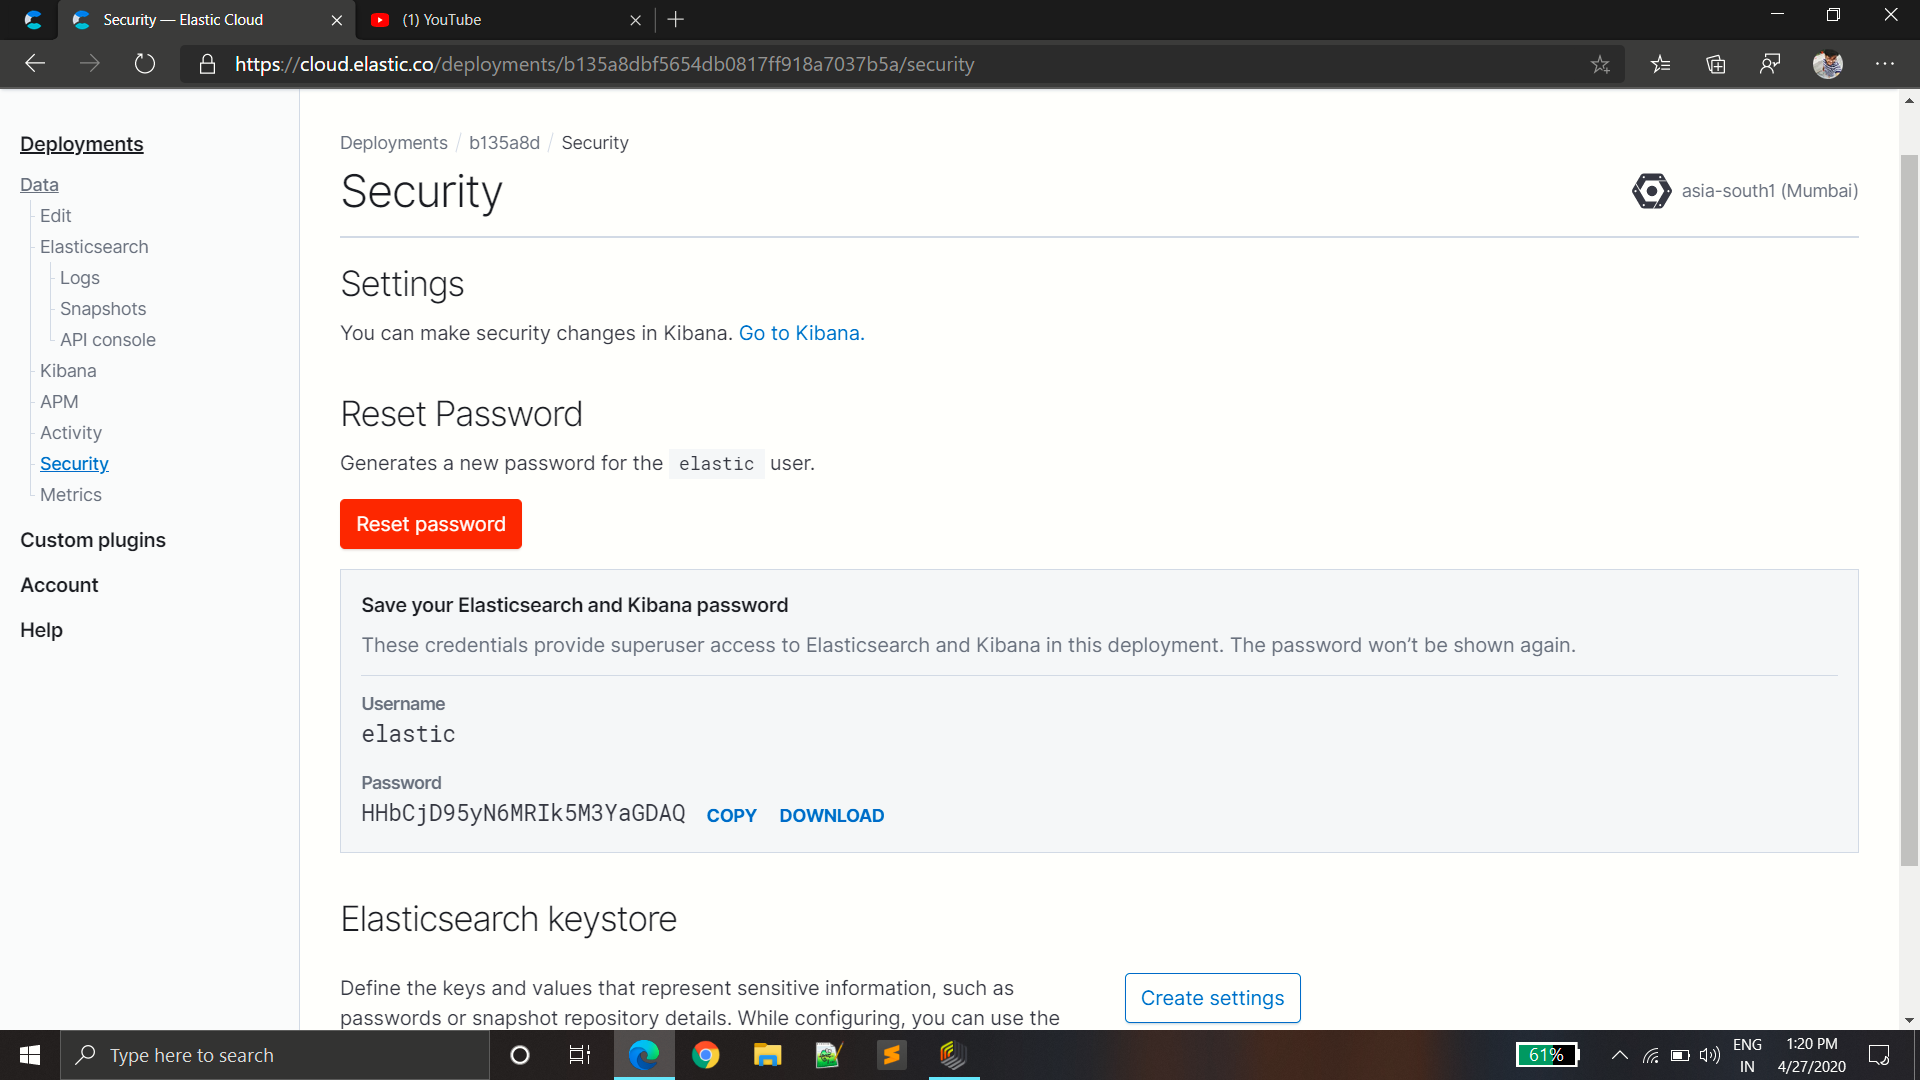 Security — Elastic Cloud
(1) YouTube
https://cloud.elastic.co/deployments/b135a8dbf5654db0817ff918a7037b5a/security
Deployments
Data
Edit
Elasticsearch
Logs
Snapshots
API console
Kibana
APM
Activity
Security
Metrics
Custom plugins
Account
Help
Deployments / b135a8d / Security
Security
asia-south1 (Mumbai)
Settings
You can make security changes in Kibana. Go to Kibana.
Reset Password
Generates a new password for the elastic user.
Reset password
Save your Elasticsearch and Kibana password
These credentials provide superuser access to Elasticsearch and Kibana in this deployment. The password won’t be shown again.
Username
elastic
Password
HHbCjD95yN6MRIk5M3YaGDAQ COPY DOWNLOAD
Elasticsearch keystore
Define the keys and values that represent sensitive information, such as
passwords or snapshot repository details. While configuring, you can use the
Create settings
Type here to search
61%
ENG
IN
1:20 PM
4/27/2020